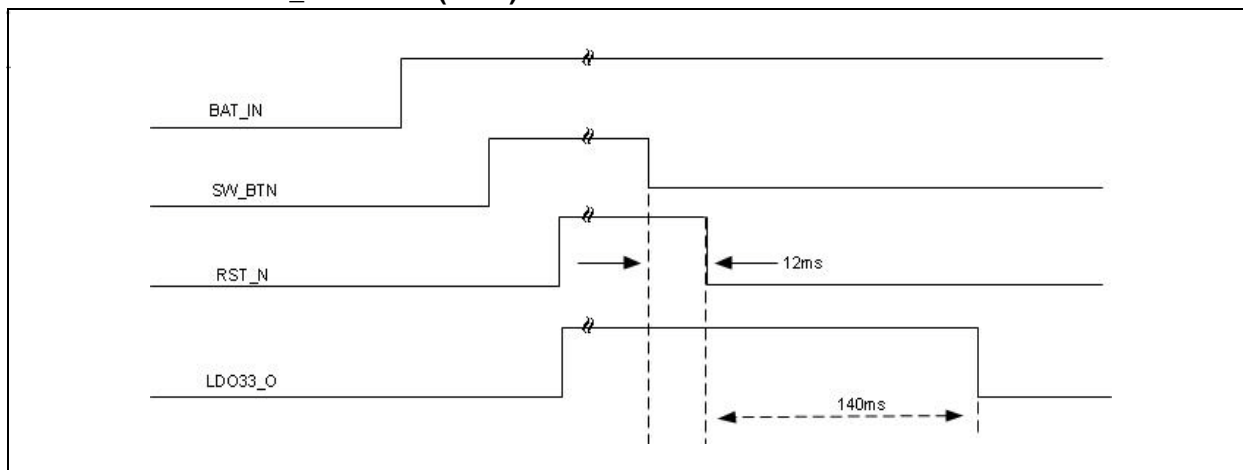 BAT_IN
SW_BTN
RST_N
12ms
LDO33_O
140ms